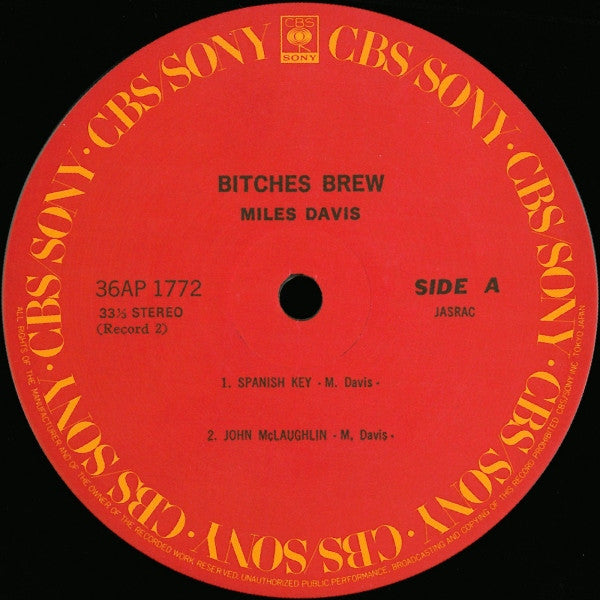 CBS
SONY
CBS/SONY · CBS/SONY · CBS/SONY · CBS/SONY · CBS/SONY · CBS/SONY · CBS/SONY · CBS/SONY
BITCHES BREW
MILES DAVIS
36AP 1772
33⅓ STEREO
(Record 2)
SIDE A
JASRAC
1. SPANISH KEY - M. Davis -
2. JOHN McLAUGHLIN - M, Davis -
ALL RIGHTS OF THE MANUFACTURER AND OF THE OWNER OF THE RECORDED WORK RESERVED. UNAUTHORIZED PUBLIC PERFORMANCE, BROADCASTING AND COPYING OF THIS RECORD PROHIBITED CBS/SONY INC. TOKYO JAPAN